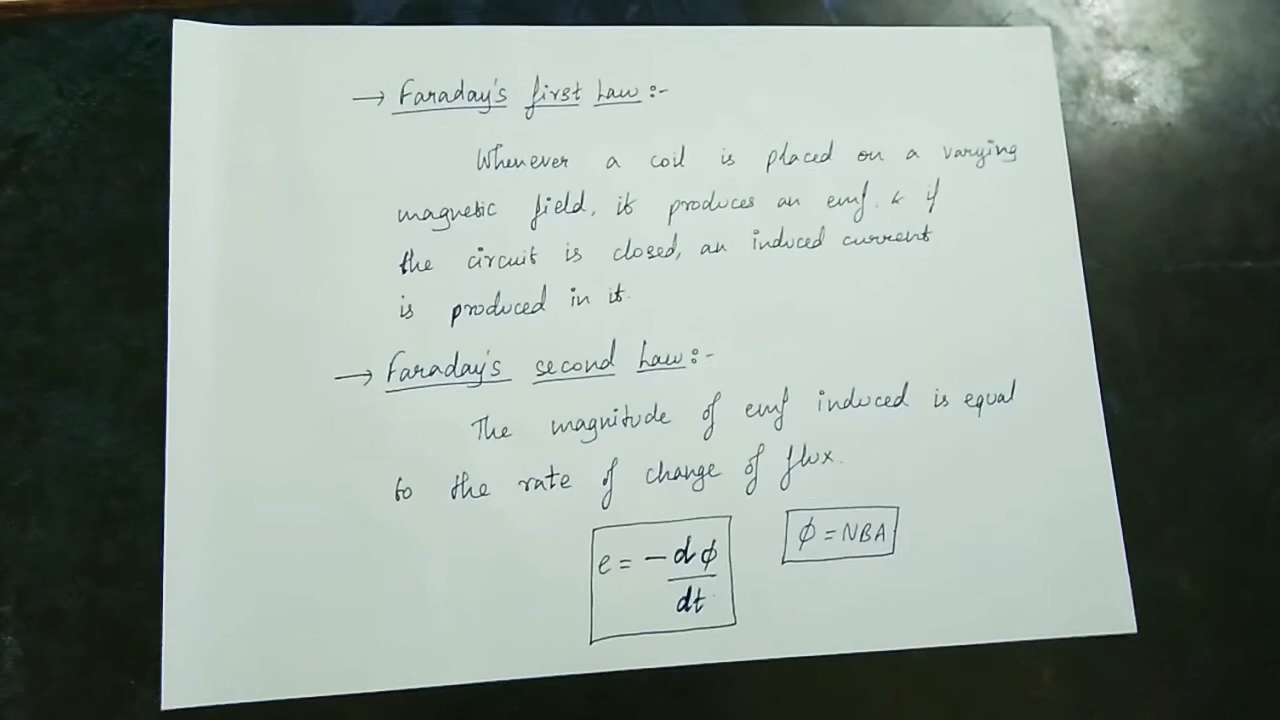 → Faraday's first Law :-
Whenever a coil is placed on a varying
magnetic field, it produces an emf. & if
the circuit is closed, an induced current
is produced in it.
→ Faraday's second Law :-
The magnitude of emf induced is equal
to the rate of change of flux.
e = - dϕ/dt
ϕ = NBA